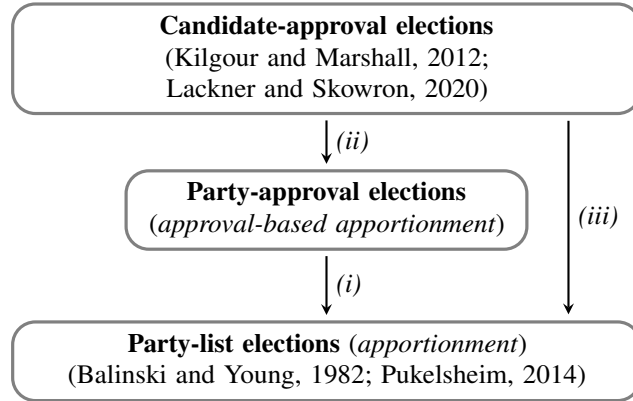 Candidate-approval elections
(Kilgour and Marshall, 2012;
Lackner and Skowron, 2020)
(ii)
Party-approval elections
(approval-based apportionment)
(iii)
(i)
Party-list elections (apportionment)
(Balinski and Young, 1982; Pukelsheim, 2014)